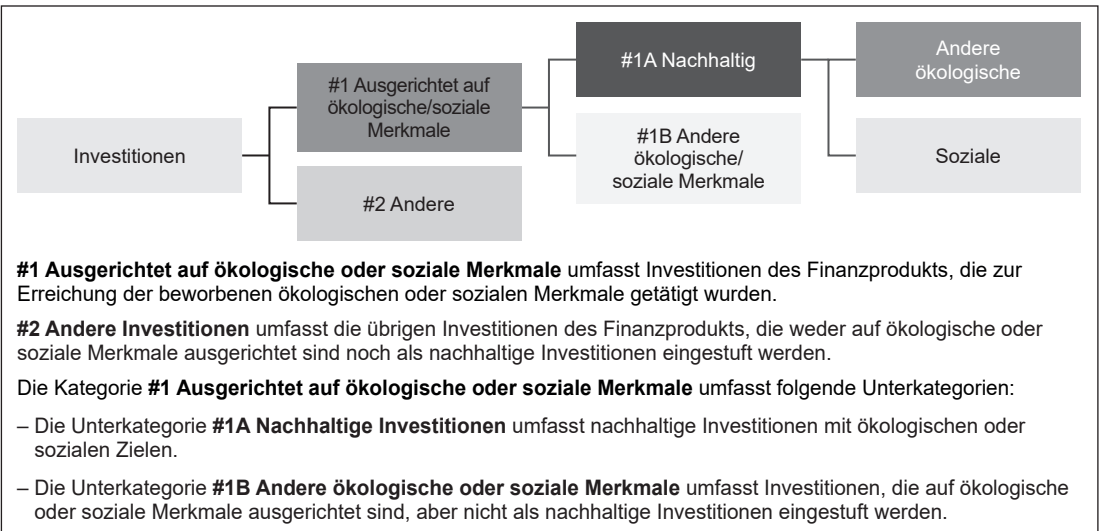 Investitionen
#1 Ausgerichtet auf
ökologische/soziale
Merkmale
#2 Andere
#1A Nachhaltig
#1B Andere
ökologische/
soziale Merkmale
Andere
ökologische
Soziale
#1 Ausgerichtet auf ökologische oder soziale Merkmale umfasst Investitionen des Finanzprodukts, die zur
Erreichung der beworbenen ökologischen oder sozialen Merkmale getätigt wurden.
#2 Andere Investitionen umfasst die übrigen Investitionen des Finanzprodukts, die weder auf ökologische oder
soziale Merkmale ausgerichtet sind noch als nachhaltige Investitionen eingestuft werden.
Die Kategorie #1 Ausgerichtet auf ökologische oder soziale Merkmale umfasst folgende Unterkategorien:
– Die Unterkategorie #1A Nachhaltige Investitionen umfasst nachhaltige Investitionen mit ökologischen oder
sozialen Zielen.
– Die Unterkategorie #1B Andere ökologische oder soziale Merkmale umfasst Investitionen, die auf ökologische
oder soziale Merkmale ausgerichtet sind, aber nicht als nachhaltige Investitionen eingestuft werden.